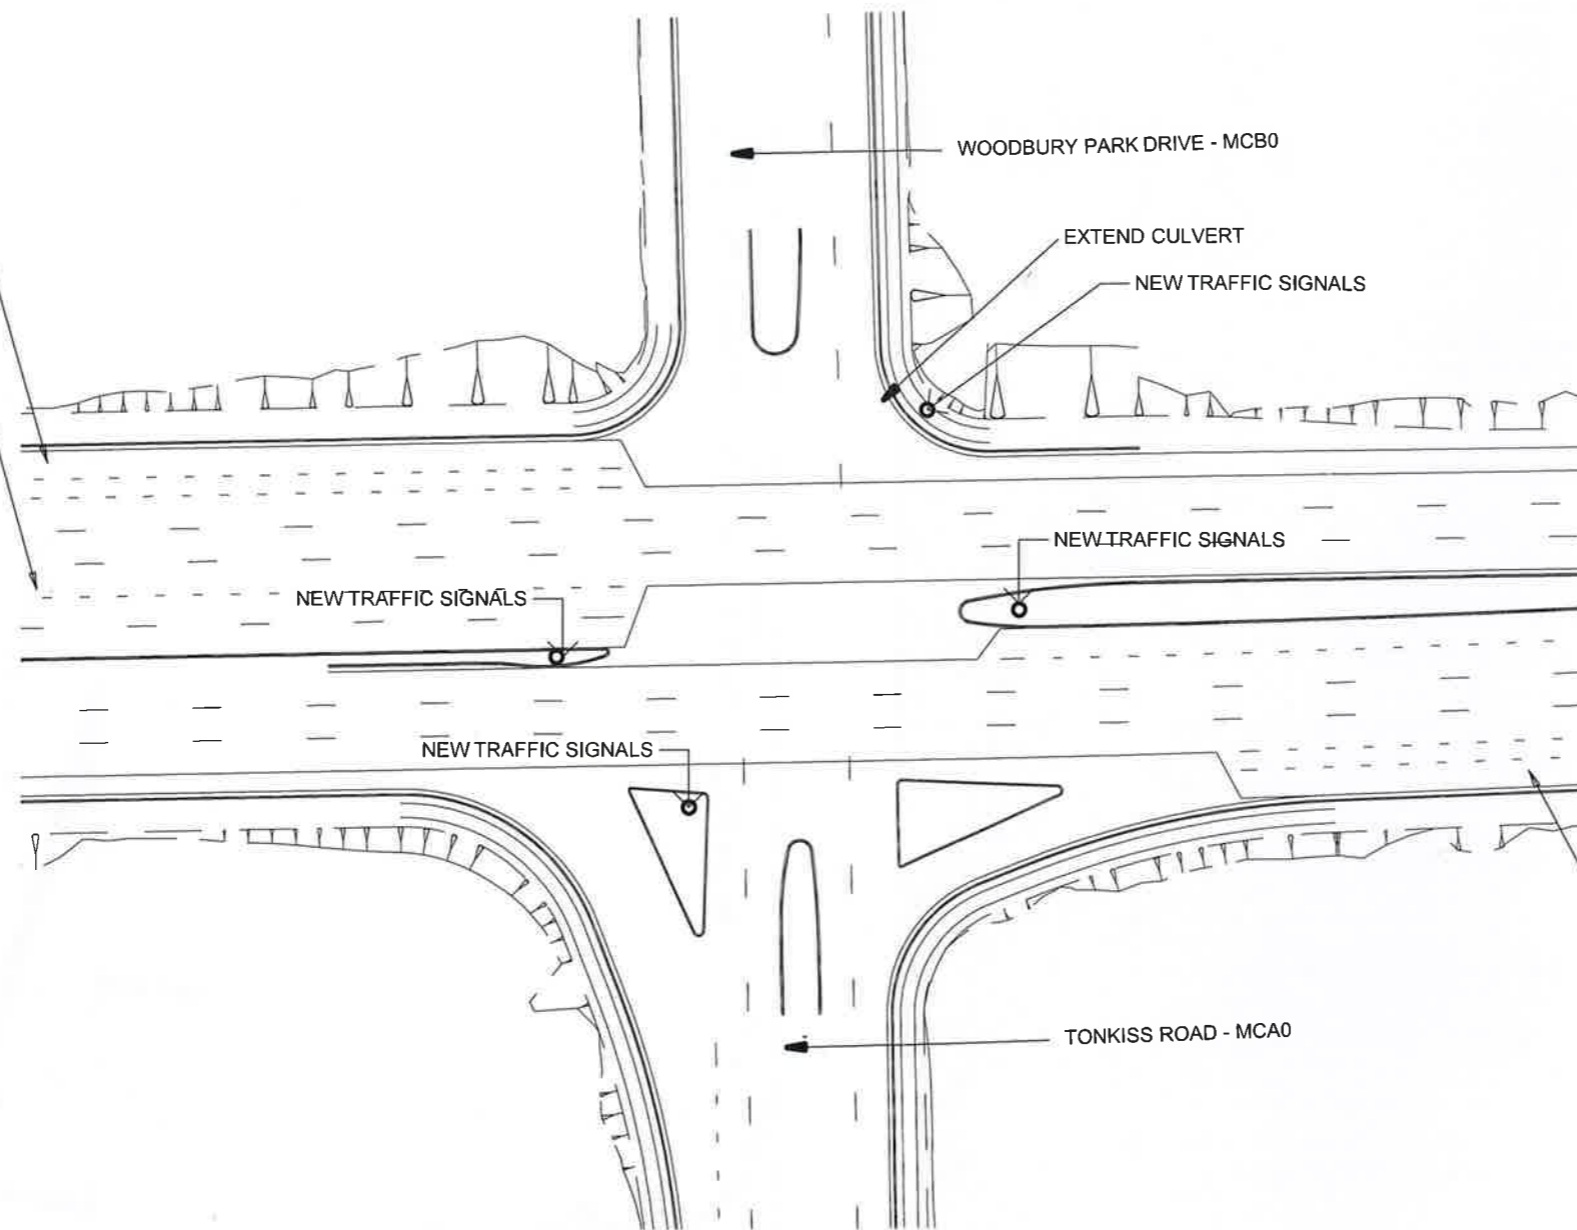 WOODBURY PARK DRIVE - MCB0
EXTEND CULVERT
NEW TRAFFIC SIGNALS
NEW TRAFFIC SIGNALS
NEW TRAFFIC SIGNALS
NEW TRAFFIC SIGNALS
TONKISS ROAD - MCA0